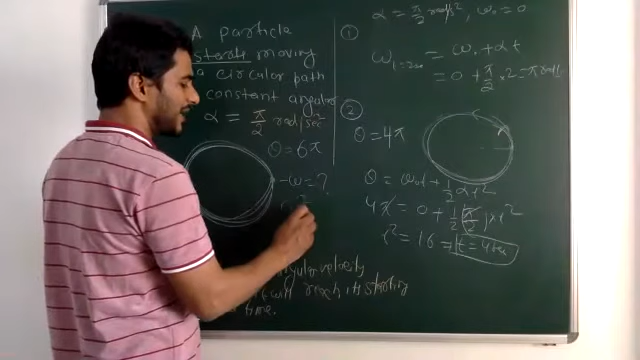 A particle
starts moving
a circular path
constant angular
α = π/2 rad/sec²
θ = 6π
ω = ?
angular velocity
reach its starting
time.
α = π/2 rad/s², ω₀ = 0
①
ω t=2sec = ω₀ + αt
= 0 + π/2 × 2 = π rad/s
②
θ = 4π
θ = ω₀t + 1/2 αt²
4π = 0 + 1/2 (π/2) × t²
t² = 16 ⇒ t = 4 sec